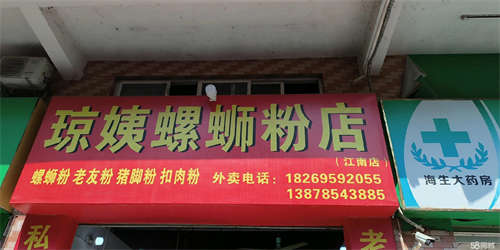 琼姨螺蛳粉店
（江南店）
螺蛳粉 老友粉 猪脚粉 扣肉粉 外卖电话：18269592055
13878543885
海生大药房
私
老